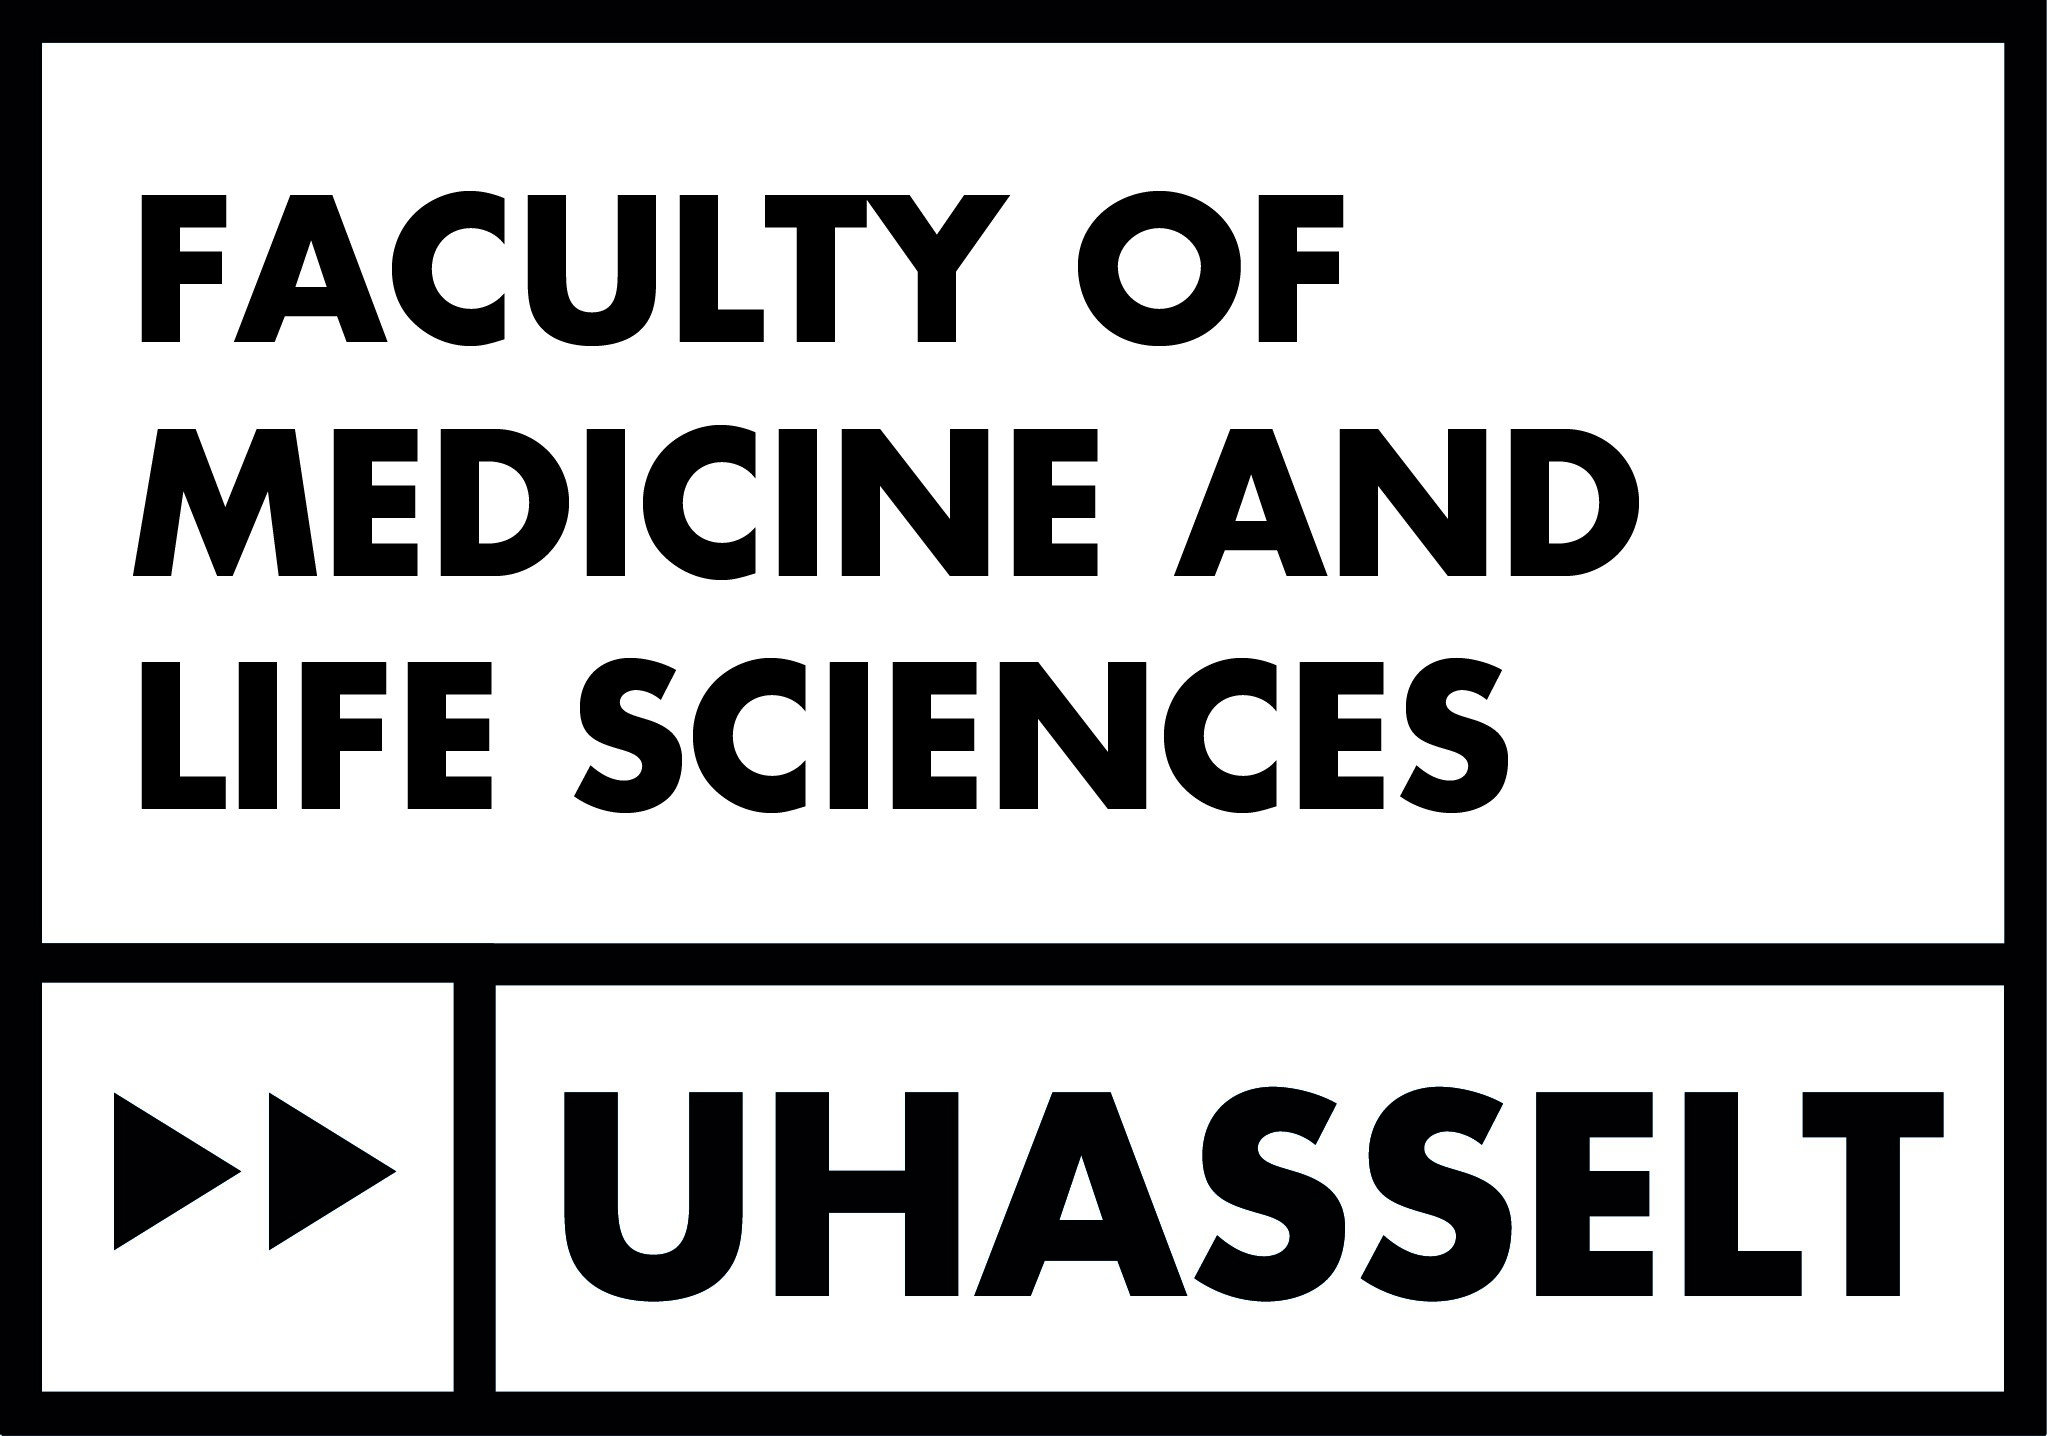 FACULTY OF
MEDICINE AND
LIFE SCIENCES
UHASSELT